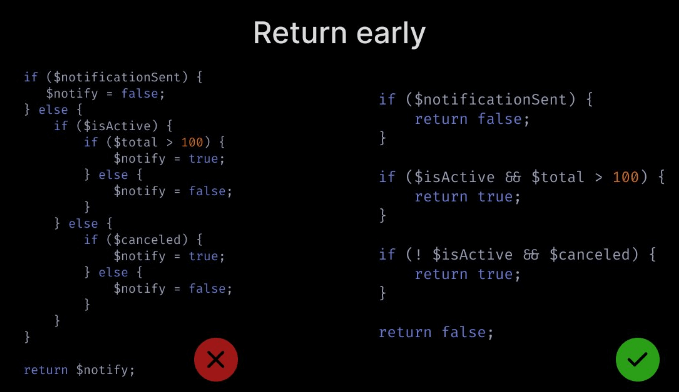 Return early
if ($notificationSent) {
    $notify = false;
} else {
    if ($isActive) {
        if ($total > 100) {
            $notify = true;
        } else {
            $notify = false;
        }
    } else {
        if ($canceled) {
            $notify = true;
        } else {
            $notify = false;
        }
    }
}
return $notify;
if ($notificationSent) {
    return false;
}
if ($isActive && $total > 100) {
    return true;
}
if (! $isActive && $canceled) {
    return true;
}
return false;